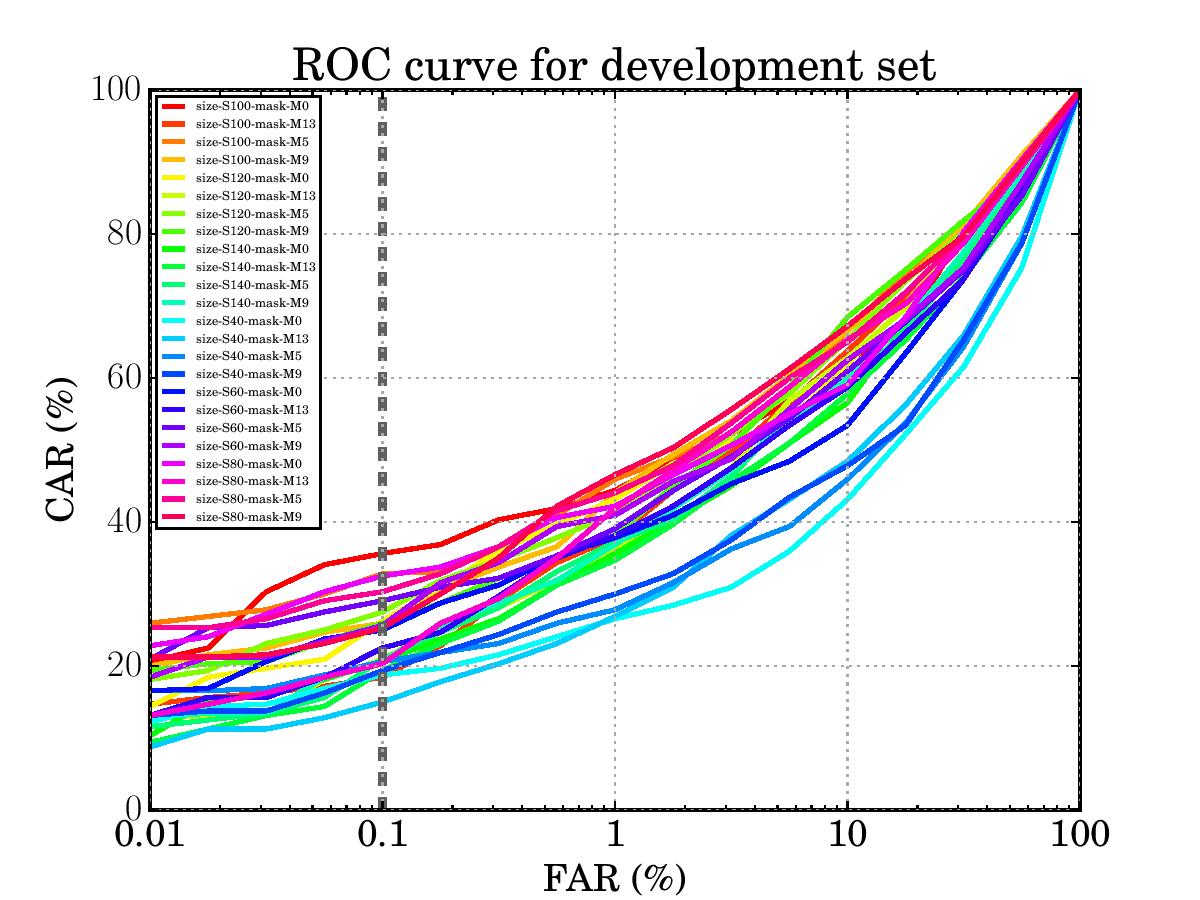 ROC curve for development set
100
80
60
40
20
0
CAR (%)
size-S100-mask-M0
size-S100-mask-M13
size-S100-mask-M5
size-S100-mask-M9
size-S120-mask-M0
size-S120-mask-M13
size-S120-mask-M5
size-S120-mask-M9
size-S140-mask-M0
size-S140-mask-M13
size-S140-mask-M5
size-S140-mask-M9
size-S40-mask-M0
size-S40-mask-M13
size-S40-mask-M5
size-S40-mask-M9
size-S60-mask-M0
size-S60-mask-M13
size-S60-mask-M5
size-S60-mask-M9
size-S80-mask-M0
size-S80-mask-M13
size-S80-mask-M5
size-S80-mask-M9
0.01 0.1 1 10 100
FAR (%)